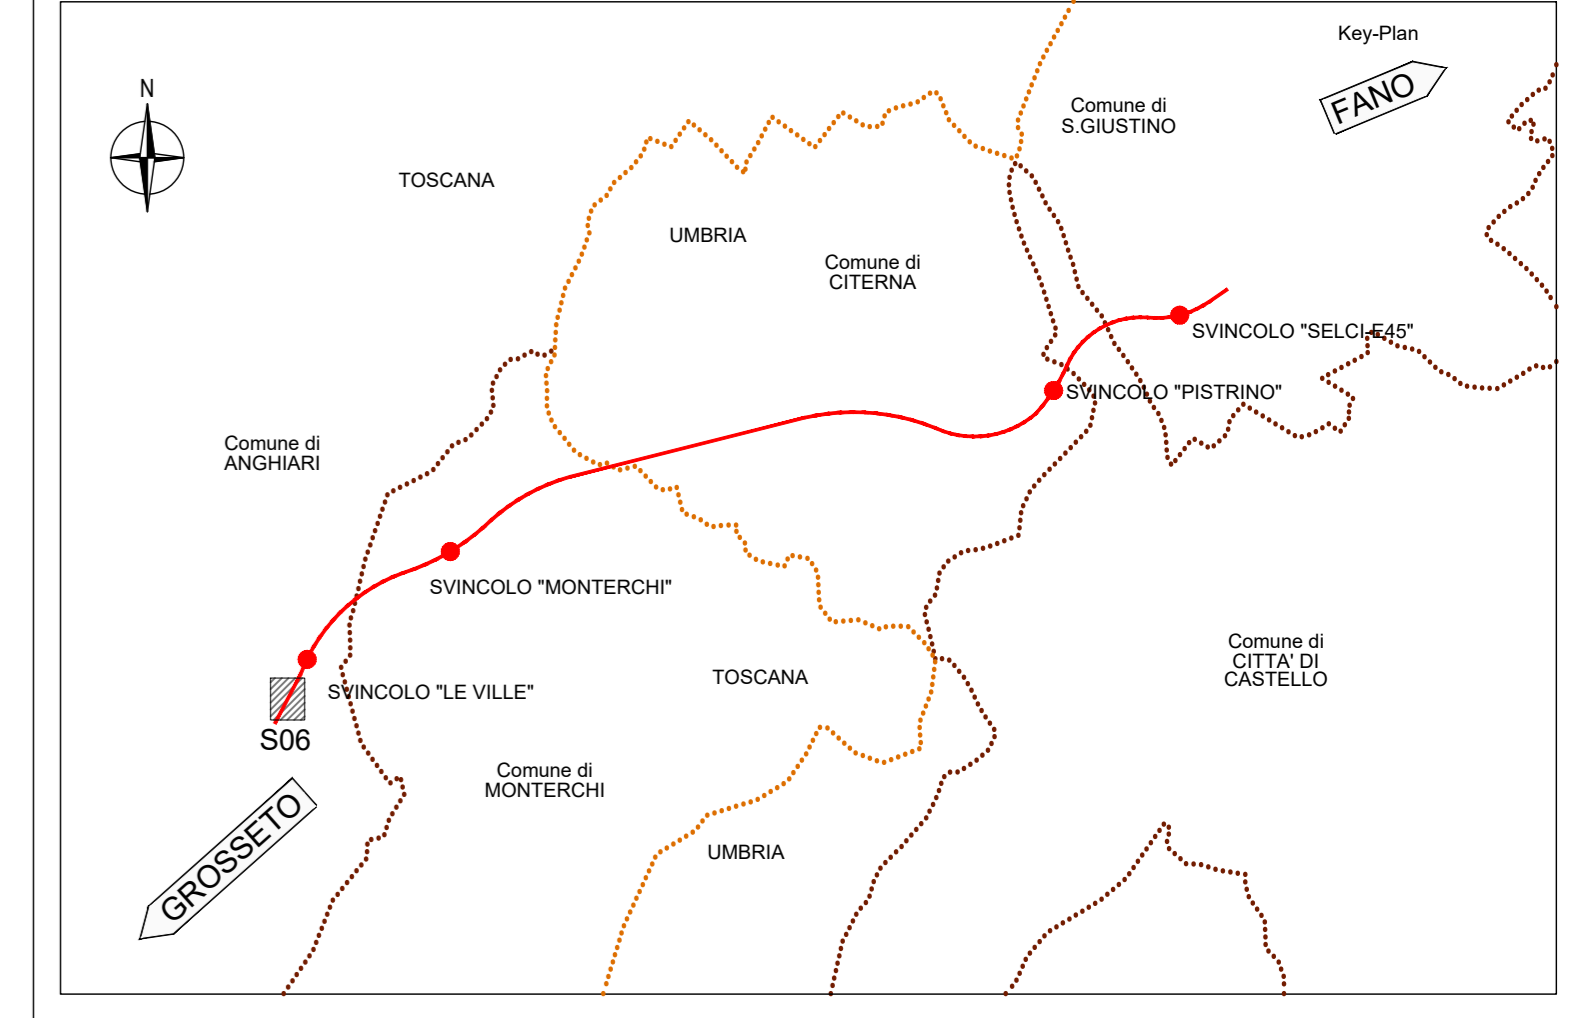 Key-Plan
N
FANO
Comune di
S.GIUSTINO
TOSCANA
UMBRIA
Comune di
CITERNA
SVINCOLO "SELCI-E45"
SVINCOLO "PISTRINO"
Comune di
ANGHIARI
SVINCOLO "MONTERCHI"
Comune di
CITTA' DI
CASTELLO
TOSCANA
SVINCOLO "LE VILLE"
S06
Comune di
MONTERCHI
GROSSETO
UMBRIA